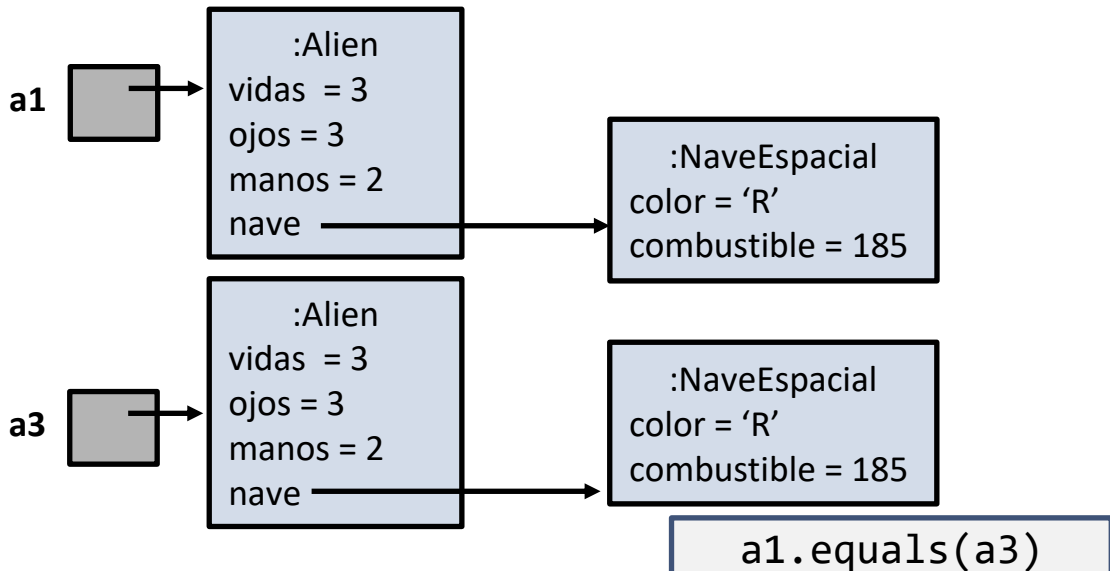 a1
:Alien
vidas  = 3
ojos = 3
manos = 2
nave
:NaveEspacial
color = ‘R’
combustible = 185
a3
:Alien
vidas  = 3
ojos = 3
manos = 2
nave
:NaveEspacial
color = ‘R’
combustible = 185
a1.equals(a3)